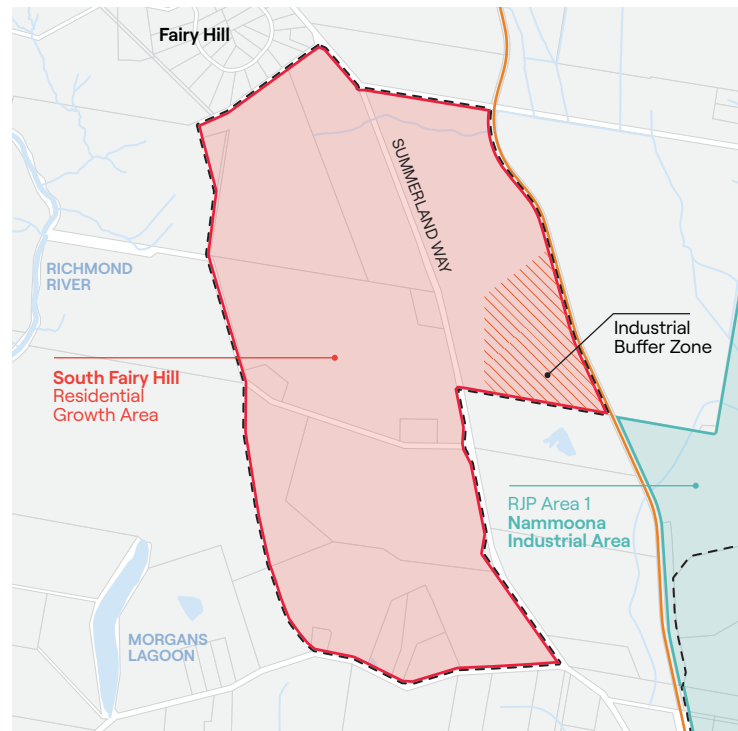 Fairy Hill
SUMMERLAND WAY
RICHMOND
RIVER
Industrial
Buffer Zone
South Fairy Hill
Residential
Growth Area
RJP Area 1
Nammoona
Industrial Area
MORGANS
LAGOON